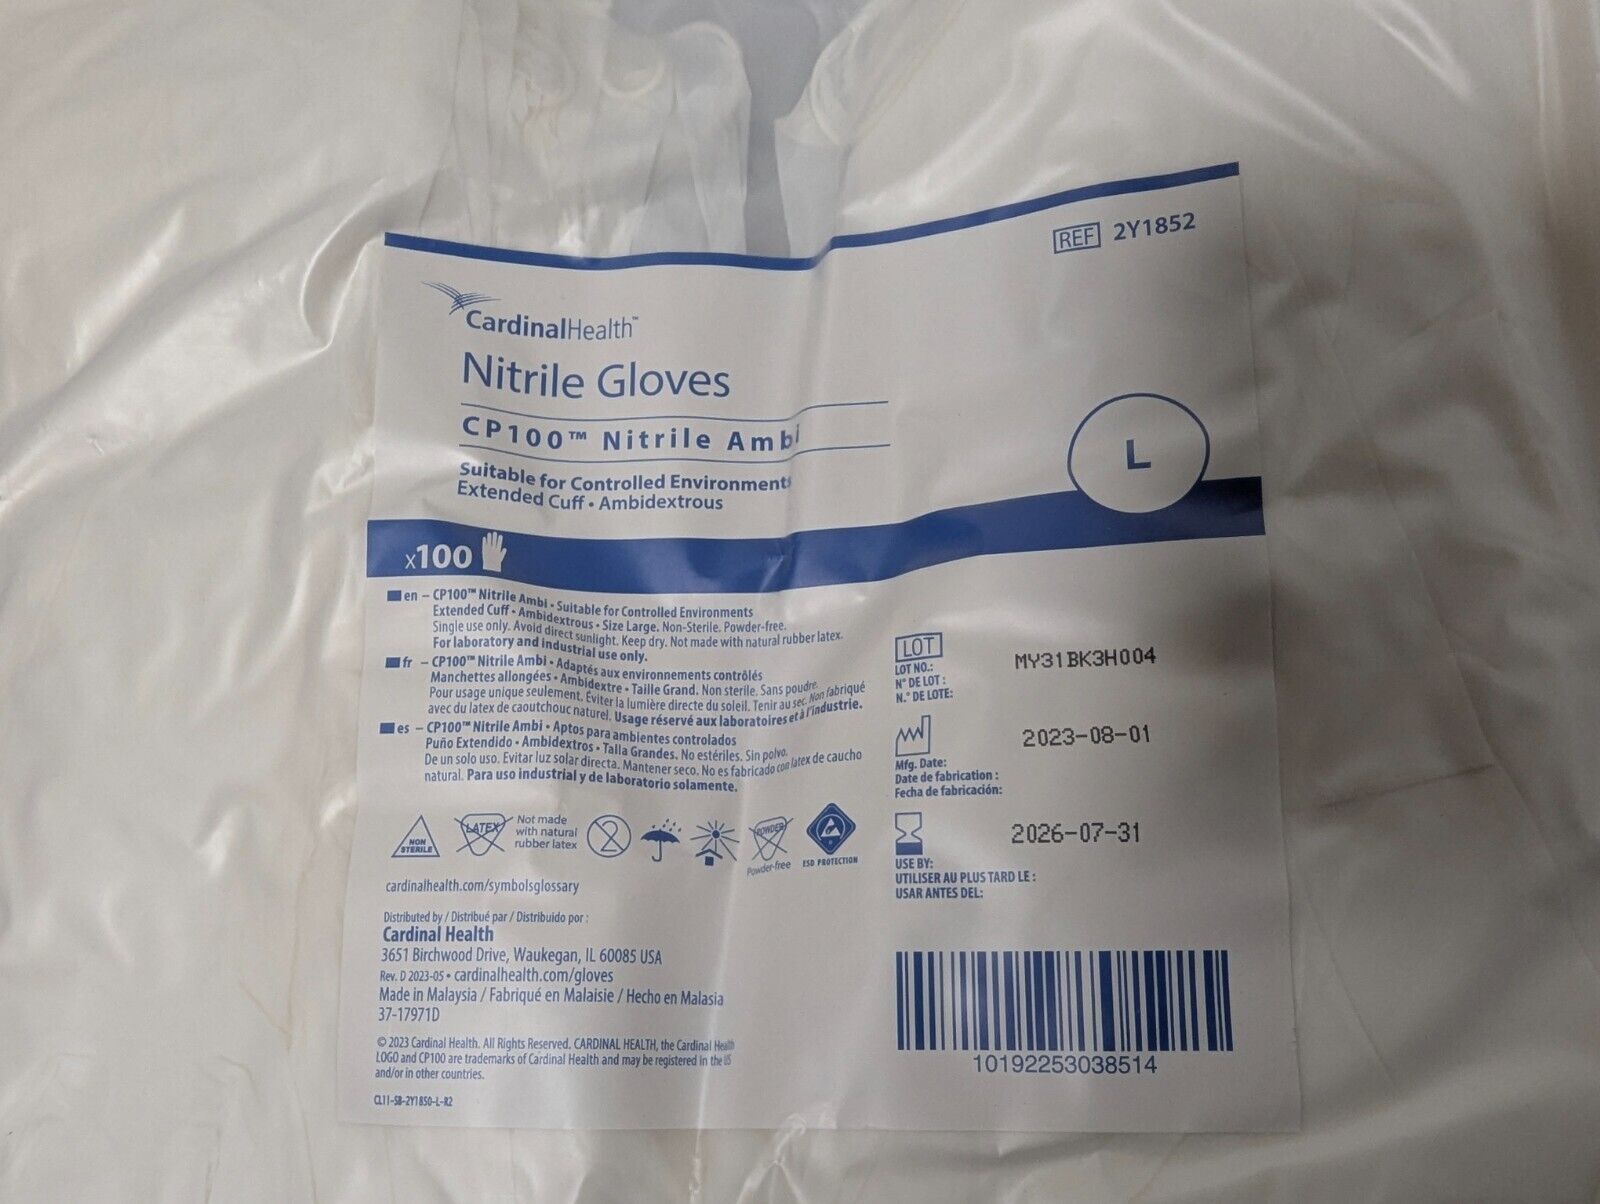 REF 2Y1852
CardinalHealth™
Nitrile Gloves
CP100™ Nitrile Ambi
Suitable for Controlled Environments
Extended Cuff • Ambidextrous
L
x100
en – CP100™ Nitrile Ambi • Suitable for Controlled Environments
Extended Cuff • Ambidextrous • Size Large. Non-Sterile. Powder-free.
Single use only. Avoid direct sunlight. Keep dry. Not made with natural rubber latex.
For laboratory and industrial use only.
fr – CP100™ Nitrile Ambi • Adaptés aux environnements contrôlés
Manchettes allongées • Ambidextre • Taille Grand. Non sterile. Sans poudre.
Pour usage unique seulement. Éviter la lumière directe du soleil. Tenir au sec. Non fabriqué
avec du latex de caoutchouc naturel. Usage réservé aux laboratoires et à l'industrie.
es – CP100™ Nitrile Ambi • Aptos para ambientes controlados
Puño Extendido • Ambidextros • Talla Grandes. No estériles. Sin polvo.
De un solo uso. Evitar luz solar directa. Mantener seco. No es fabricado con latex de caucho
natural. Para uso industrial y de laboratorio solamente.
NON
STERILE
LATEX
Not made
with natural
rubber latex
2
POWDER
Powder-free
ESD PROTECTION
cardinalhealth.com/symbolsglossary
Distributed by / Distribué par / Distribuido por :
Cardinal Health
3651 Birchwood Drive, Waukegan, IL 60085 USA
Rev. D 2023-05 • cardinalhealth.com/gloves
Made in Malaysia / Fabriqué en Malaisie / Hecho en Malasia
37-17971D
© 2023 Cardinal Health. All Rights Reserved. CARDINAL HEALTH, the Cardinal Health
LOGO and CP100 are trademarks of Cardinal Health and may be registered in the US
and/or in other countries.
CL11-SB-2Y1850-L-R2
LOT
LOT NO.:
N° DE LOT :
N.° DE LOTE:
MY31BK3H004
2023-08-01
Mfg. Date:
Date de fabrication :
Fecha de fabricación:
2026-07-31
USE BY:
UTILISER AU PLUS TARD LE :
USAR ANTES DEL:
10192253038514